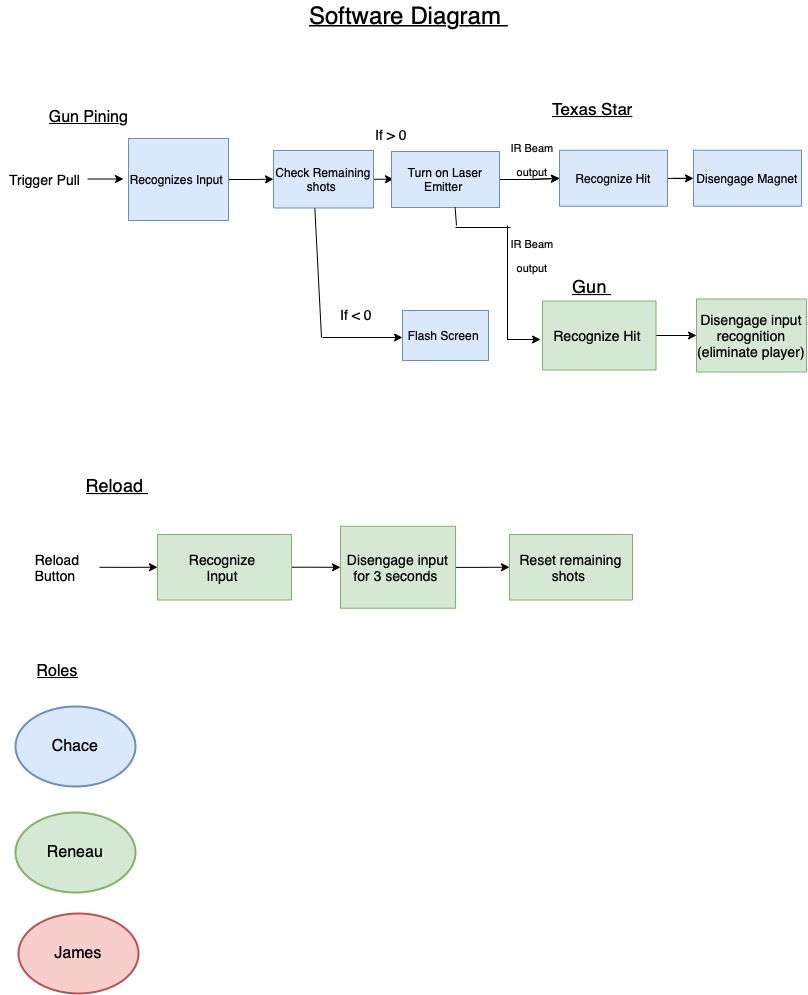 Software Diagram
Gun Pining
Texas Star
If > 0
Trigger Pull
Recognizes Input
Check Remaining
shots
Turn on Laser
Emitter
IR Beam
output
Recognize Hit
Disengage Magnet
IR Beam
output
If < 0
Flash Screen
Gun
Recognize Hit
Disengage input
recognition
(eliminate player)
Reload
Reload
Button
Recognize
Input
Disengage input
for 3 seconds
Reset remaining
shots
Roles
Chace
Reneau
James